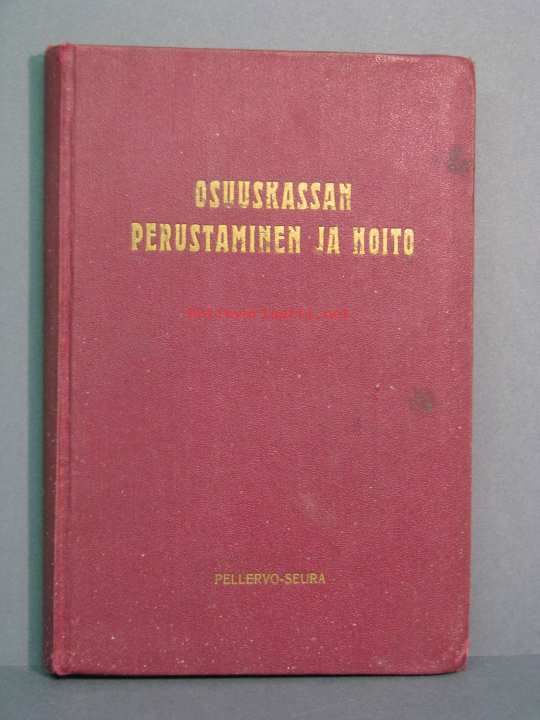 OSUUSKASSAN
PERUSTAMINEN JA HOITO
PELLERVO-SEURA